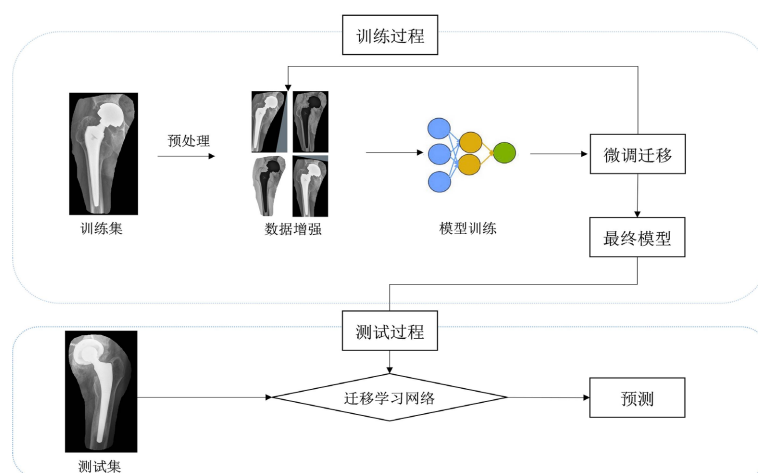 训练过程
预处理
微调迁移
训练集
数据增强
模型训练
最终模型
测试过程
迁移学习网络
预测
测试集